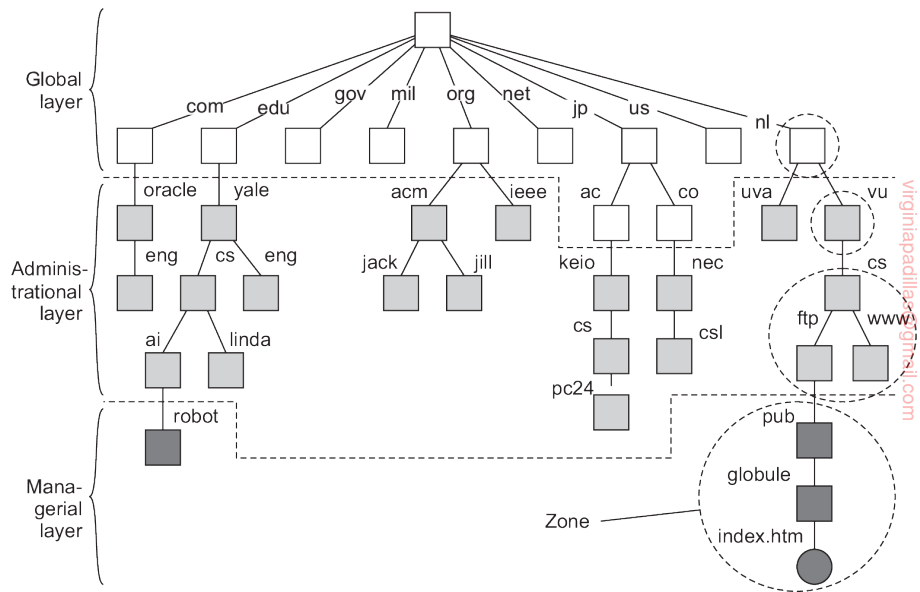 Global
layer
com
edu
gov
mil
org
net
jp
us
nl
oracle
yale
acm
ieee
ac
co
uva
vu
Adminis-
trational
layer
eng
cs
eng
jack
jill
keio
nec
cs
ai
linda
cs
csl
ftp
www
pc24
robot
pub
Mana-
gerial
layer
globule
Zone
index.htm
virginiapadillaa@gmail.com